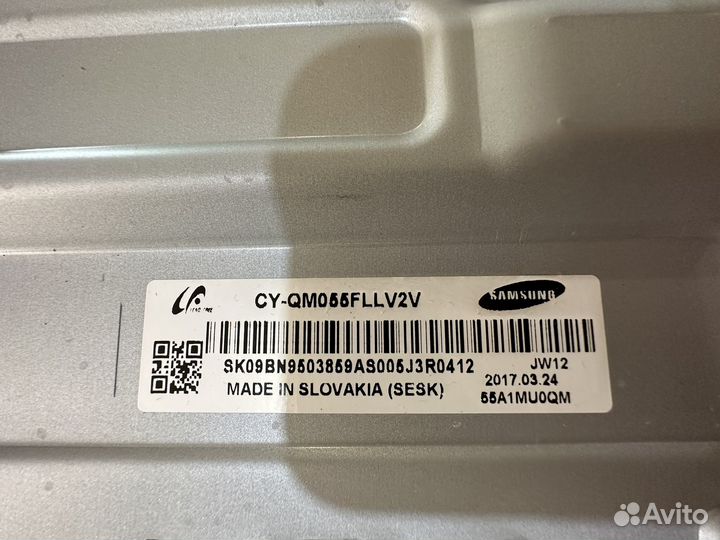 CY-QM055FLLV2V
SAMSUNG
SK09BN9503859AS005J3R0412
JW12
MADE IN SLOVAKIA (SESK)
2017.03.24
55A1MU0QM
Avito